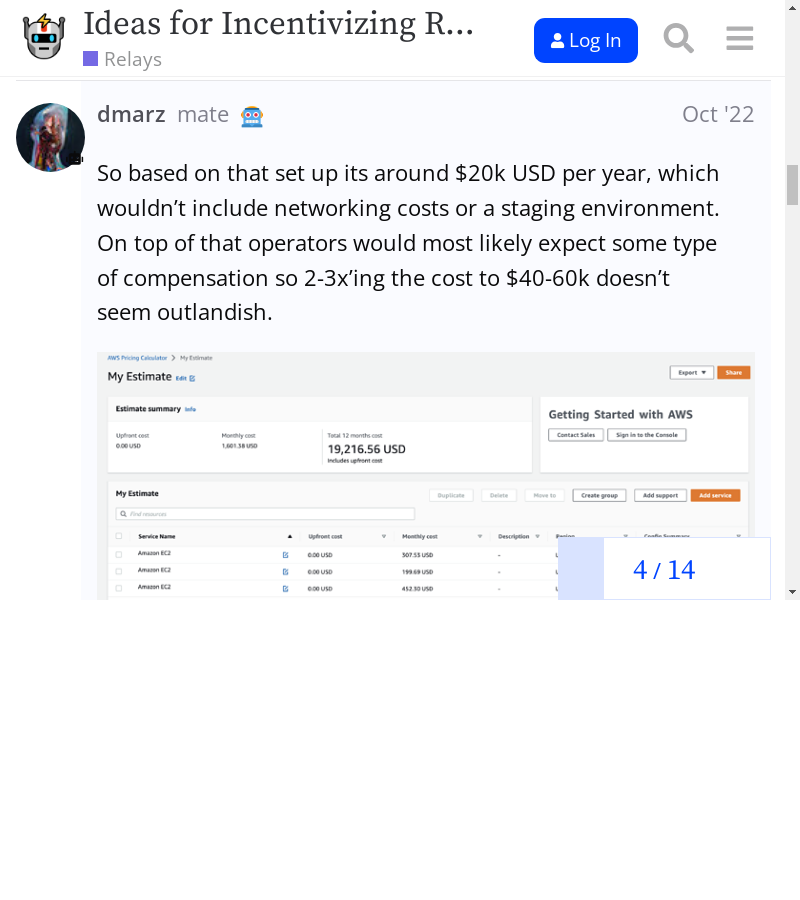 Ideas for Incentivizing R...
Relays
Log In
dmarz mate
Oct '22
So based on that set up its around $20k USD per year, which
wouldn’t include networking costs or a staging environment.
On top of that operators would most likely expect some type
of compensation so 2-3x’ing the cost to $40-60k doesn’t
seem outlandish.
AWS Pricing Calculator > My Estimate
My Estimate Edit
Export
Share
Estimate summary Info
Upfront cost
0.00 USD
Monthly cost
1,601.38 USD
Total 12 months cost
19,216.56 USD
Includes upfront cost
Getting Started with AWS
Contact Sales
Sign in to the Console
My Estimate
Duplicate
Delete
Move to
Create group
Add support
Add service
Find resources
Service Name Upfront cost Monthly cost Description
Amazon EC2 0.00 USD 307.53 USD -
Amazon EC2 0.00 USD 199.69 USD -
Amazon EC2 0.00 USD 452.30 USD -
4 / 14